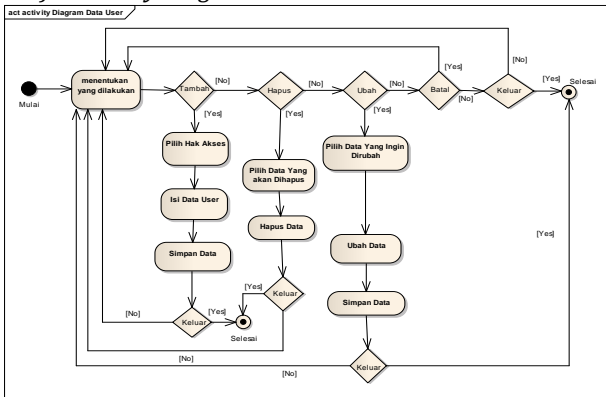 act activity Diagram Data User
[No]
[Yes]
menentukan
yang dilakukan
Mulai
Tambah
[No]
Hapus
[No]
Ubah
[No]
Batal
[No]
Keluar
[Yes]
Selesai
[Yes]
[Yes]
[Yes]
Pilih Hak Akses
Pilih Data Yang
akan Dihapus
Pilih Data Yang Ingin
Dirubah
Isi Data User
Hapus Data
Simpan Data
Ubah Data
[Yes]
Simpan Data
[No]
Keluar
[Yes]
[Yes]
Keluar
Selesai
[No]
[No]
Keluar